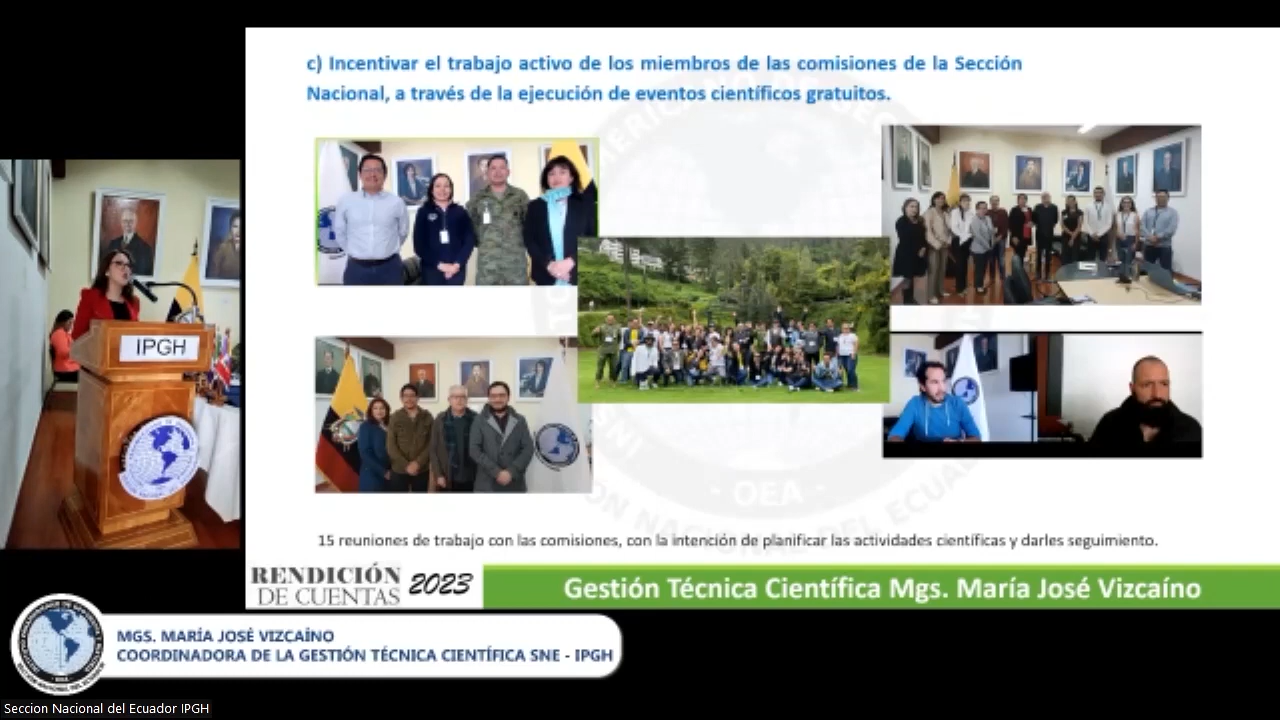 c) Incentivar el trabajo activo de los miembros de las comisiones de la Sección
Nacional, a través de la ejecución de eventos científicos gratuitos.
IPGH
OEA
15 reuniones de trabajo con las comisiones, con la intención de planificar las actividades científicas y darles seguimiento.
RENDICIÓN
DE CUENTAS 2023
Gestión Técnica Científica Mgs. María José Vizcaíno
MGS. MARÍA JOSÉ VIZCAÍNO
COORDINADORA DE LA GESTIÓN TÉCNICA CIENTÍFICA SNE - IPGH
Seccion Nacional del Ecuador IPGH